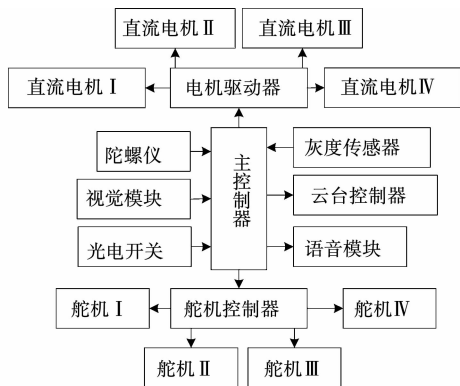 直流电机Ⅱ
直流电机Ⅲ
直流电机Ⅰ
电机驱动器
直流电机Ⅳ
陀螺仪
主控制器
灰度传感器
视觉模块
云台控制器
光电开关
语音模块
舵机Ⅰ
舵机控制器
舵机Ⅳ
舵机Ⅱ
舵机Ⅲ